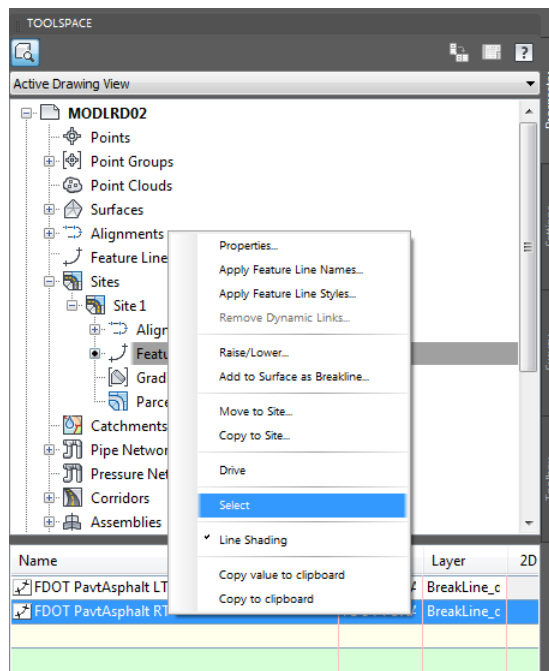 TOOLSPACE
?
Active Drawing View
MODLRD02
Points
Point Groups
Point Clouds
Surfaces
Alignments
Feature Line
Sites
Site 1
Align
Featu
Grad
Parce
Catchments
Pipe Networ
Pressure Net
Corridors
Assemblies
Properties...
Apply Feature Line Names...
Apply Feature Line Styles...
Remove Dynamic Links...
Raise/Lower...
Add to Surface as Breakline...
Move to Site...
Copy to Site...
Drive
Select
Line Shading
Copy value to clipboard
Copy to clipboard
Name Layer 2D
FDOT PavtAsphalt LT BreakLine_c
FDOT PavtAsphalt RT BreakLine_c